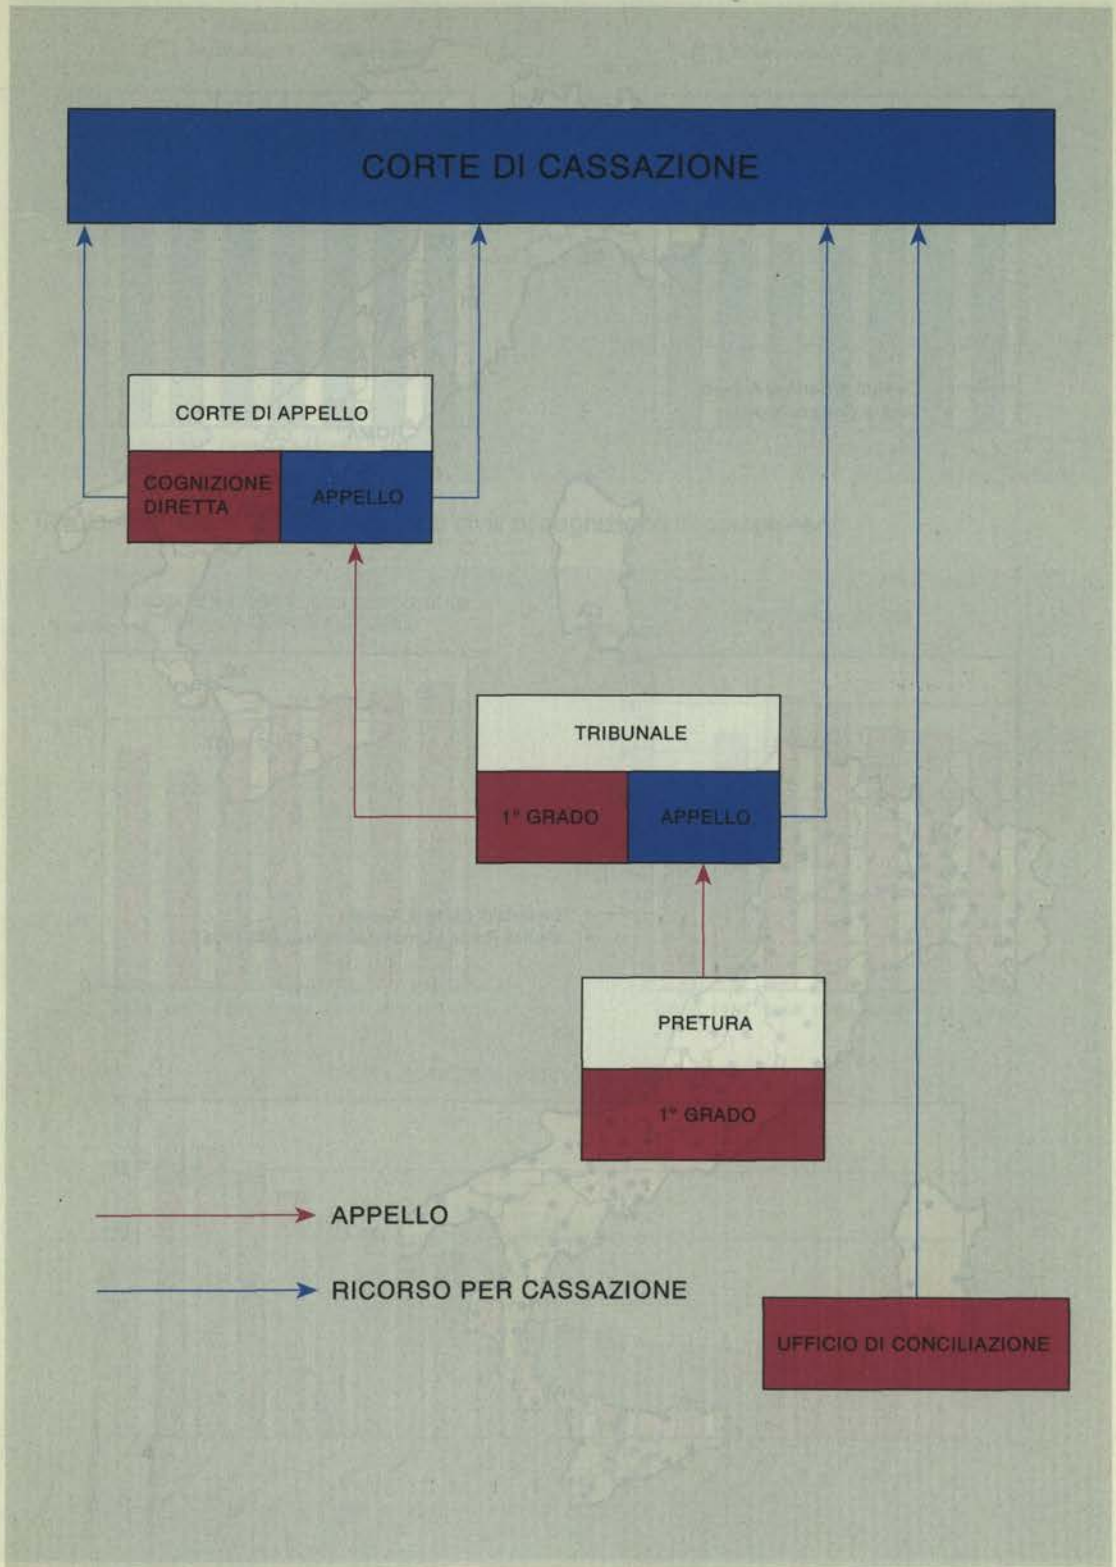 CORTE DI CASSAZIONE
CORTE DI APPELLO
COGNIZIONE
DIRETTA
APPELLO
TRIBUNALE
1° GRADO
APPELLO
PRETURA
1° GRADO
APPELLO
RICORSO PER CASSAZIONE
UFFICIO DI CONCILIAZIONE